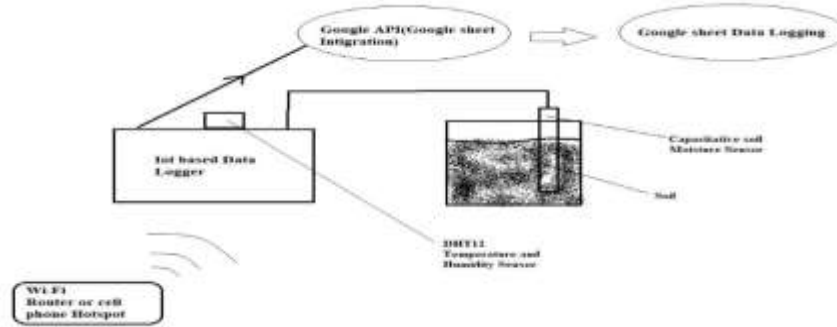 Google API(Google sheet
Intigration)
Google sheet Data Logging
Iot based Data
Logger
Capacitative soil
Moisture Sensor
Soil
DHT12
Temperature and
Humidity Sensor
Wi-Fi
Router or cell
phone Hotspot